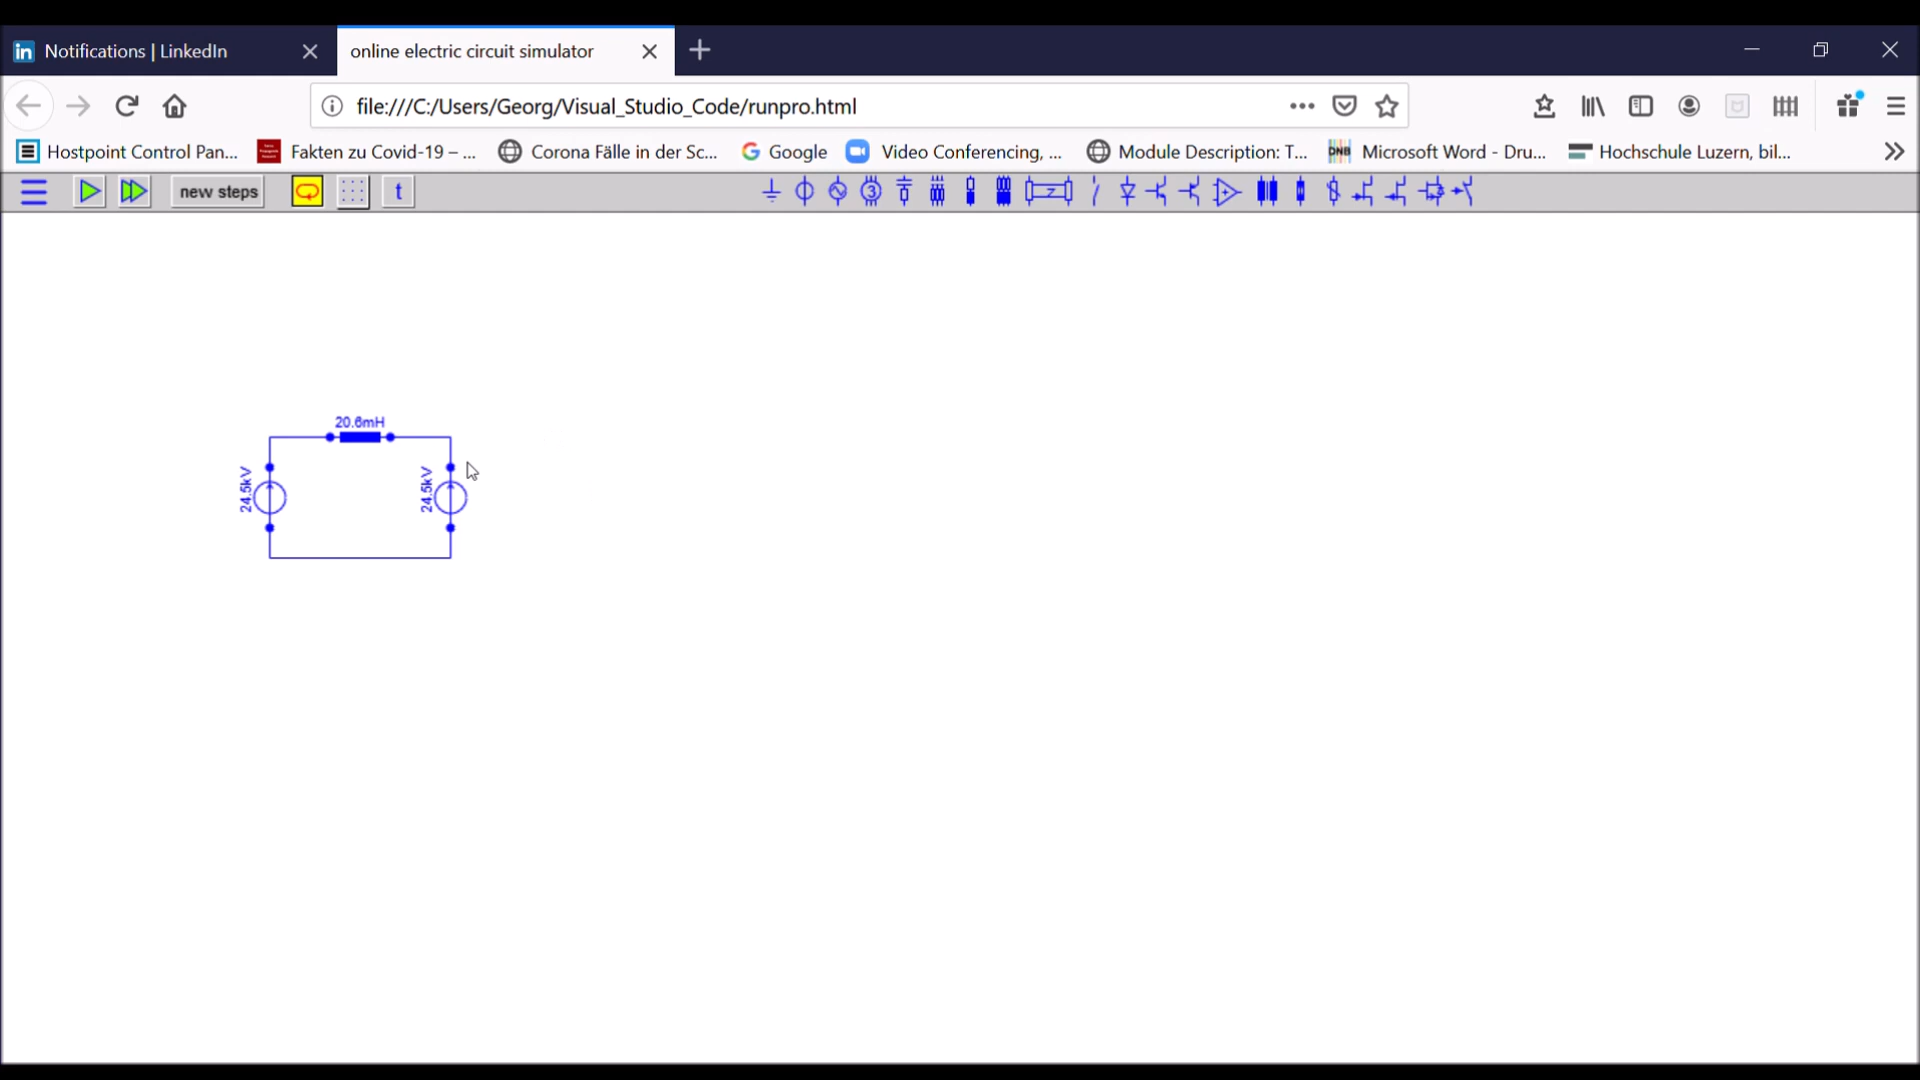 Notifications | LinkedIn
online electric circuit simulator
file:///C:/Users/Georg/Visual_Studio_Code/runpro.html
Hostpoint Control Pan... Fakten zu Covid-19 – ... Corona Fälle in der Sc... Google Video Conferencing, ... Module Description: T... DNB Microsoft Word - Dru... Hochschule Luzern, bil...
new steps t 3 Z
20.6mH
24.5kV 24.5kV